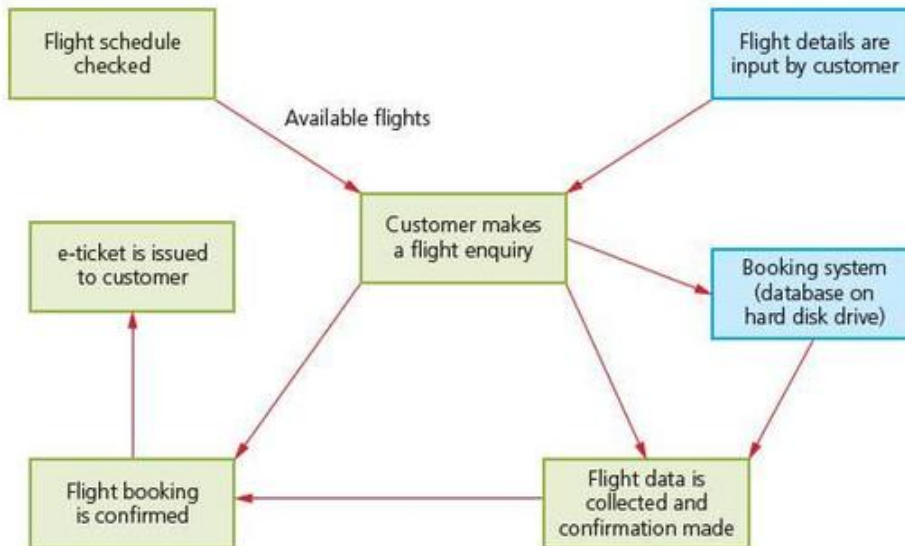 Flight schedule
checked
Flight details are
input by customer
Available flights
Customer makes
a flight enquiry
e-ticket is issued
to customer
Booking system
(database on
hard disk drive)
Flight booking
is confirmed
Flight data is
collected and
confirmation made